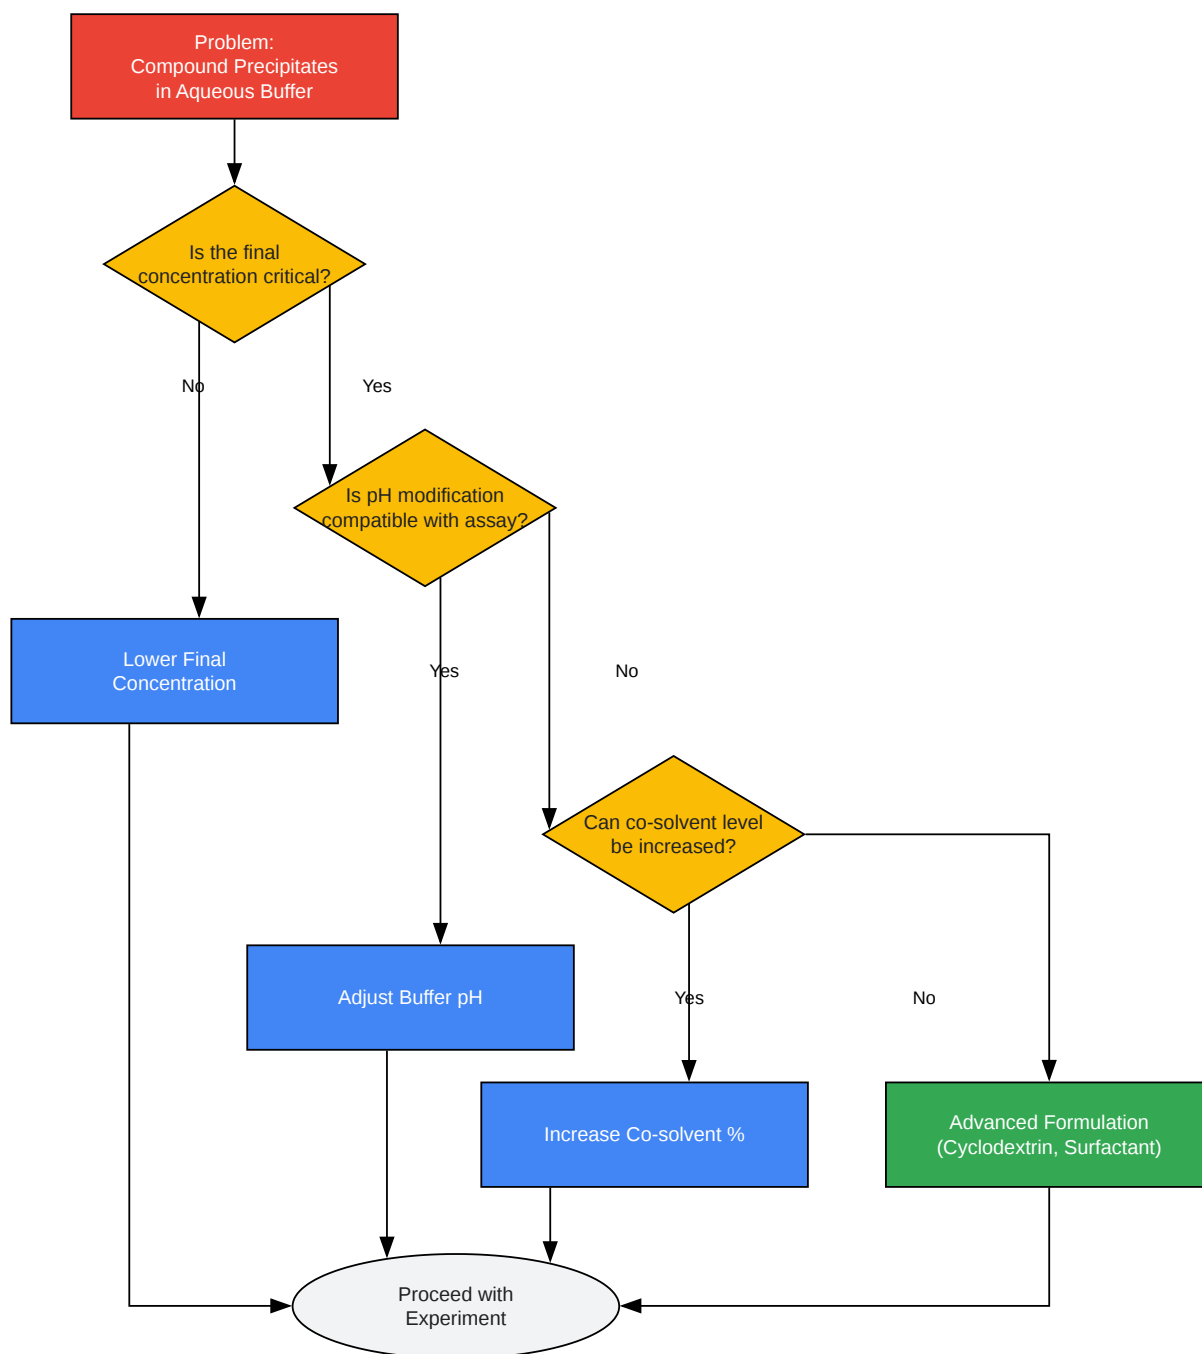 Problem:
Compound Precipitates
in Aqueous Buffer
Is the final
concentration critical?
No
Yes
Is pH modification
compatible with assay?
Lower Final
Concentration
Yes
No
Can co-solvent level
be increased?
Adjust Buffer pH
Yes
No
Increase Co-solvent %
Advanced Formulation
(Cyclodextrin, Surfactant)
Proceed with
Experiment